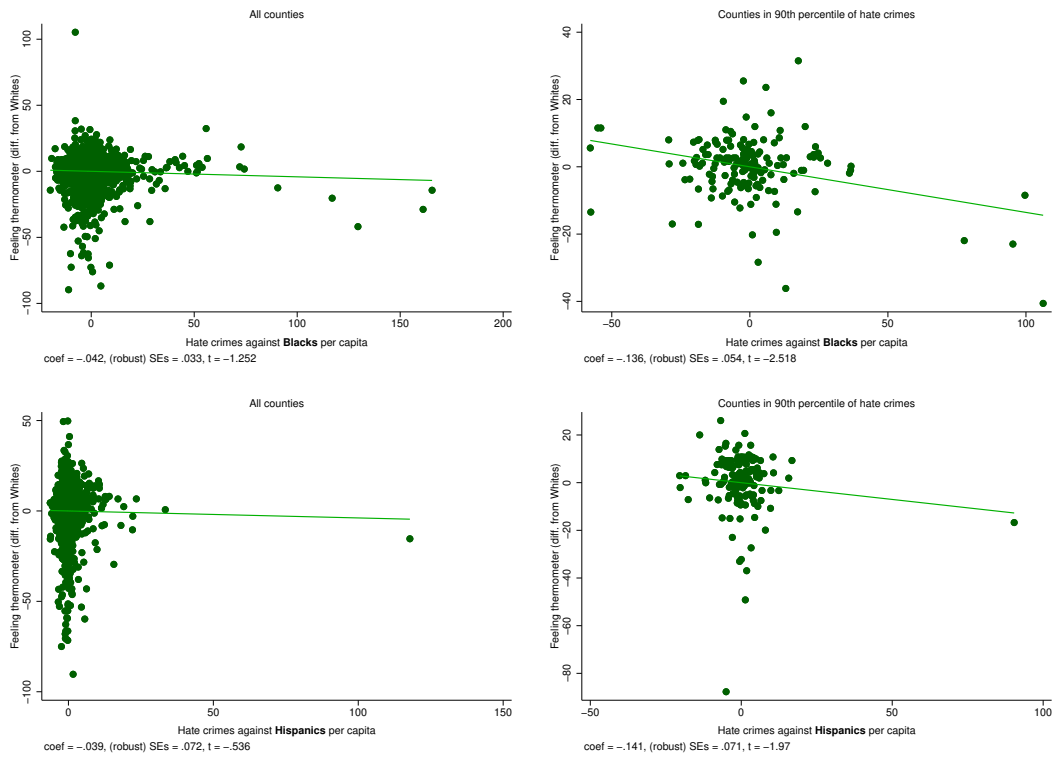 All counties
Feeling thermometer (diff. from Whites)
100
50
0
−50
−100
0
50
100
150
200
Hate crimes against Blacks per capita
coef = −.042, (robust) SEs = .033, t = −1.252
Counties in 90th percentile of hate crimes
Feeling thermometer (diff. from Whites)
40
20
0
−20
−40
−50
0
50
100
Hate crimes against Blacks per capita
coef = −.136, (robust) SEs = .054, t = −2.518
All counties
Feeling thermometer (diff. from Whites)
50
0
−50
−100
0
50
100
150
Hate crimes against Hispanics per capita
coef = −.039, (robust) SEs = .072, t = −.536
Counties in 90th percentile of hate crimes
Feeling thermometer (diff. from Whites)
20
0
−20
−40
−60
−80
−50
0
50
100
Hate crimes against Hispanics per capita
coef = −.141, (robust) SEs = .071, t = −1.97